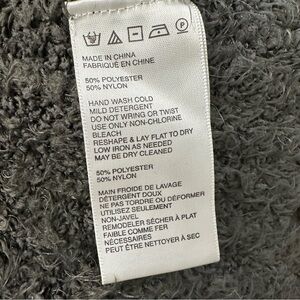 MADE IN CHINA
FABRIQUÉ EN CHINE
50% POLYESTER
50% NYLON
HAND WASH COLD
MILD DETERGENT
DO NOT WRING OR TWIST
USE ONLY NON-CHLORINE
BLEACH
RESHAPE & LAY FLAT TO DRY
LOW IRON AS NEEDED
MAY BE DRY CLEANED
50% POLYESTER
50% NYLON
MAIN FROIDE DE LAVAGE
DÉTERGENT DOUX
NE PAS TORDRE OU DÉFORMER
UTILISEZ SEULEMENT
NON-JAVEL
REMODELER SÉCHER À PLAT
FAIBLE COMME FER
NÉCESSAIRES
PEUT ÊTRE NETTOYER À SEC